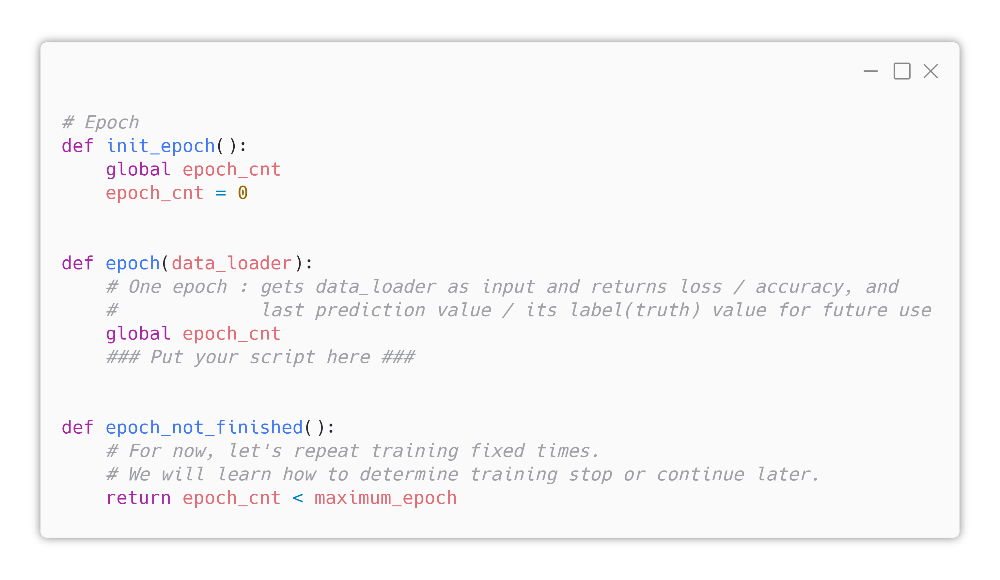 # Epoch
def init_epoch():
    global epoch_cnt
    epoch_cnt = 0
def epoch(data_loader):
    # One epoch : gets data_loader as input and returns loss / accuracy, and
    #             last prediction value / its label(truth) value for future use
    global epoch_cnt
    ### Put your script here ###
def epoch_not_finished():
    # For now, let's repeat training fixed times.
    # We will learn how to determine training stop or continue later.
    return epoch_cnt < maximum_epoch